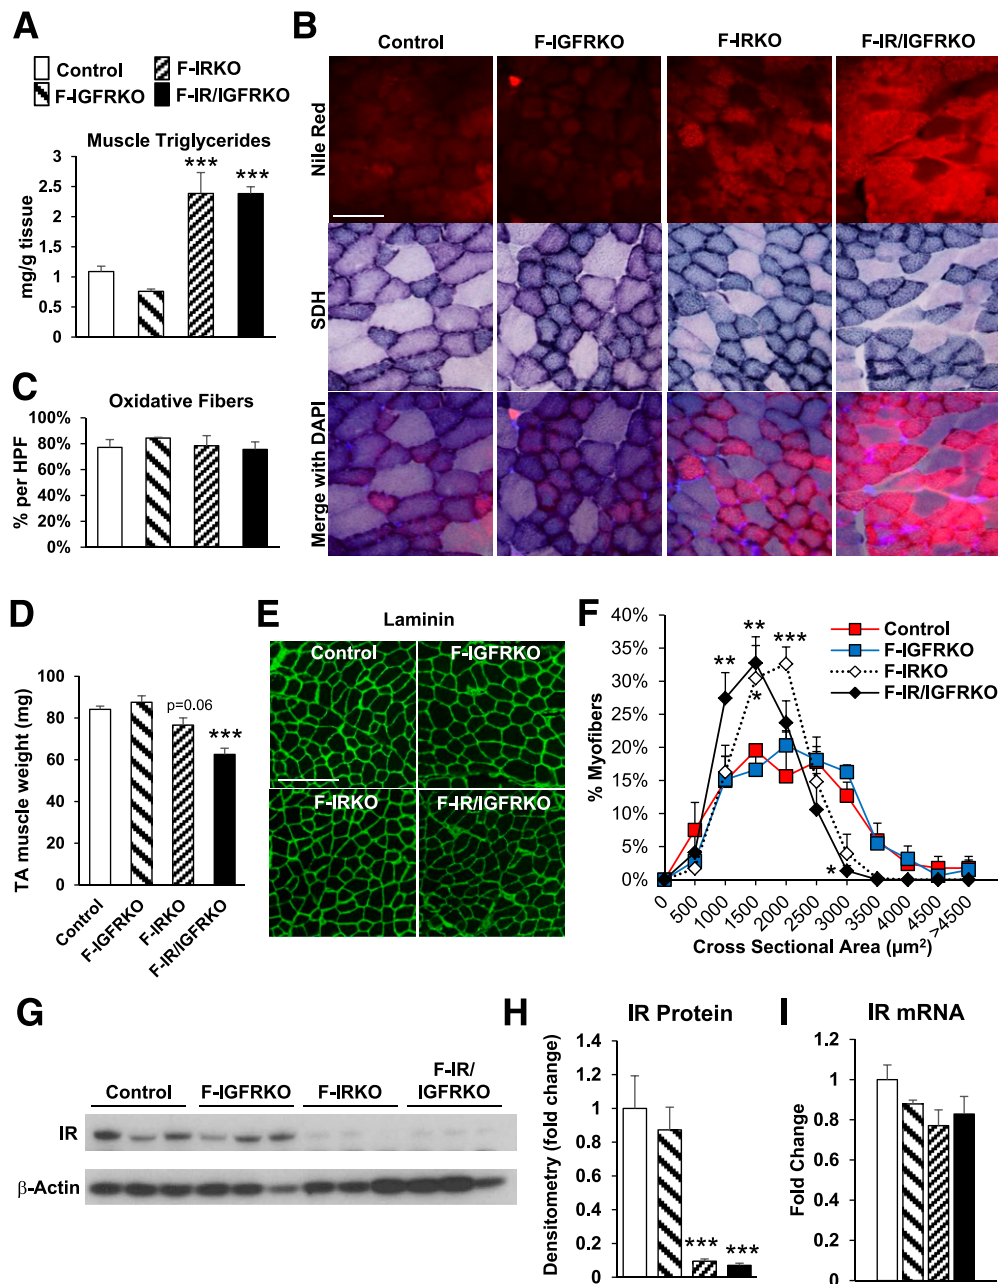 A
Control
F-IRKO
F-IGFRKO
F-IR/IGFRKO
Muscle Triglycerides
mg/g tissue
3
2.5
2
1.5
1
0.5
0
***
***
B
Control
F-IGFRKO
F-IRKO
F-IR/IGFRKO
Nile Red
SDH
Merge with DAPI
C
Oxidative Fibers
% per HPF
100%
80%
60%
40%
20%
0%
D
TA muscle weight (mg)
100
80
60
40
20
0
p=0.06
***
Control
F-IGFRKO
F-IRKO
F-IR/IGFRKO
E
Laminin
Control
F-IGFRKO
F-IRKO
F-IR/IGFRKO
F
% Myofibers
40%
35%
30%
25%
20%
15%
10%
5%
0%
**
**
***
*
*
Control
F-IGFRKO
F-IRKO
F-IR/IGFRKO
0
500
1000
1500
2000
2500
3000
3500
4000
4500
>4500
Cross Sectional Area (µm²)
G
Control
F-IGFRKO
F-IRKO
F-IR/
IGFRKO
IR
β-Actin
H
IR Protein
Densitometry (fold change)
1.4
1.2
1
0.8
0.6
0.4
0.2
0
***
***
I
IR mRNA
Fold Change
1.2
1
0.8
0.6
0.4
0.2
0